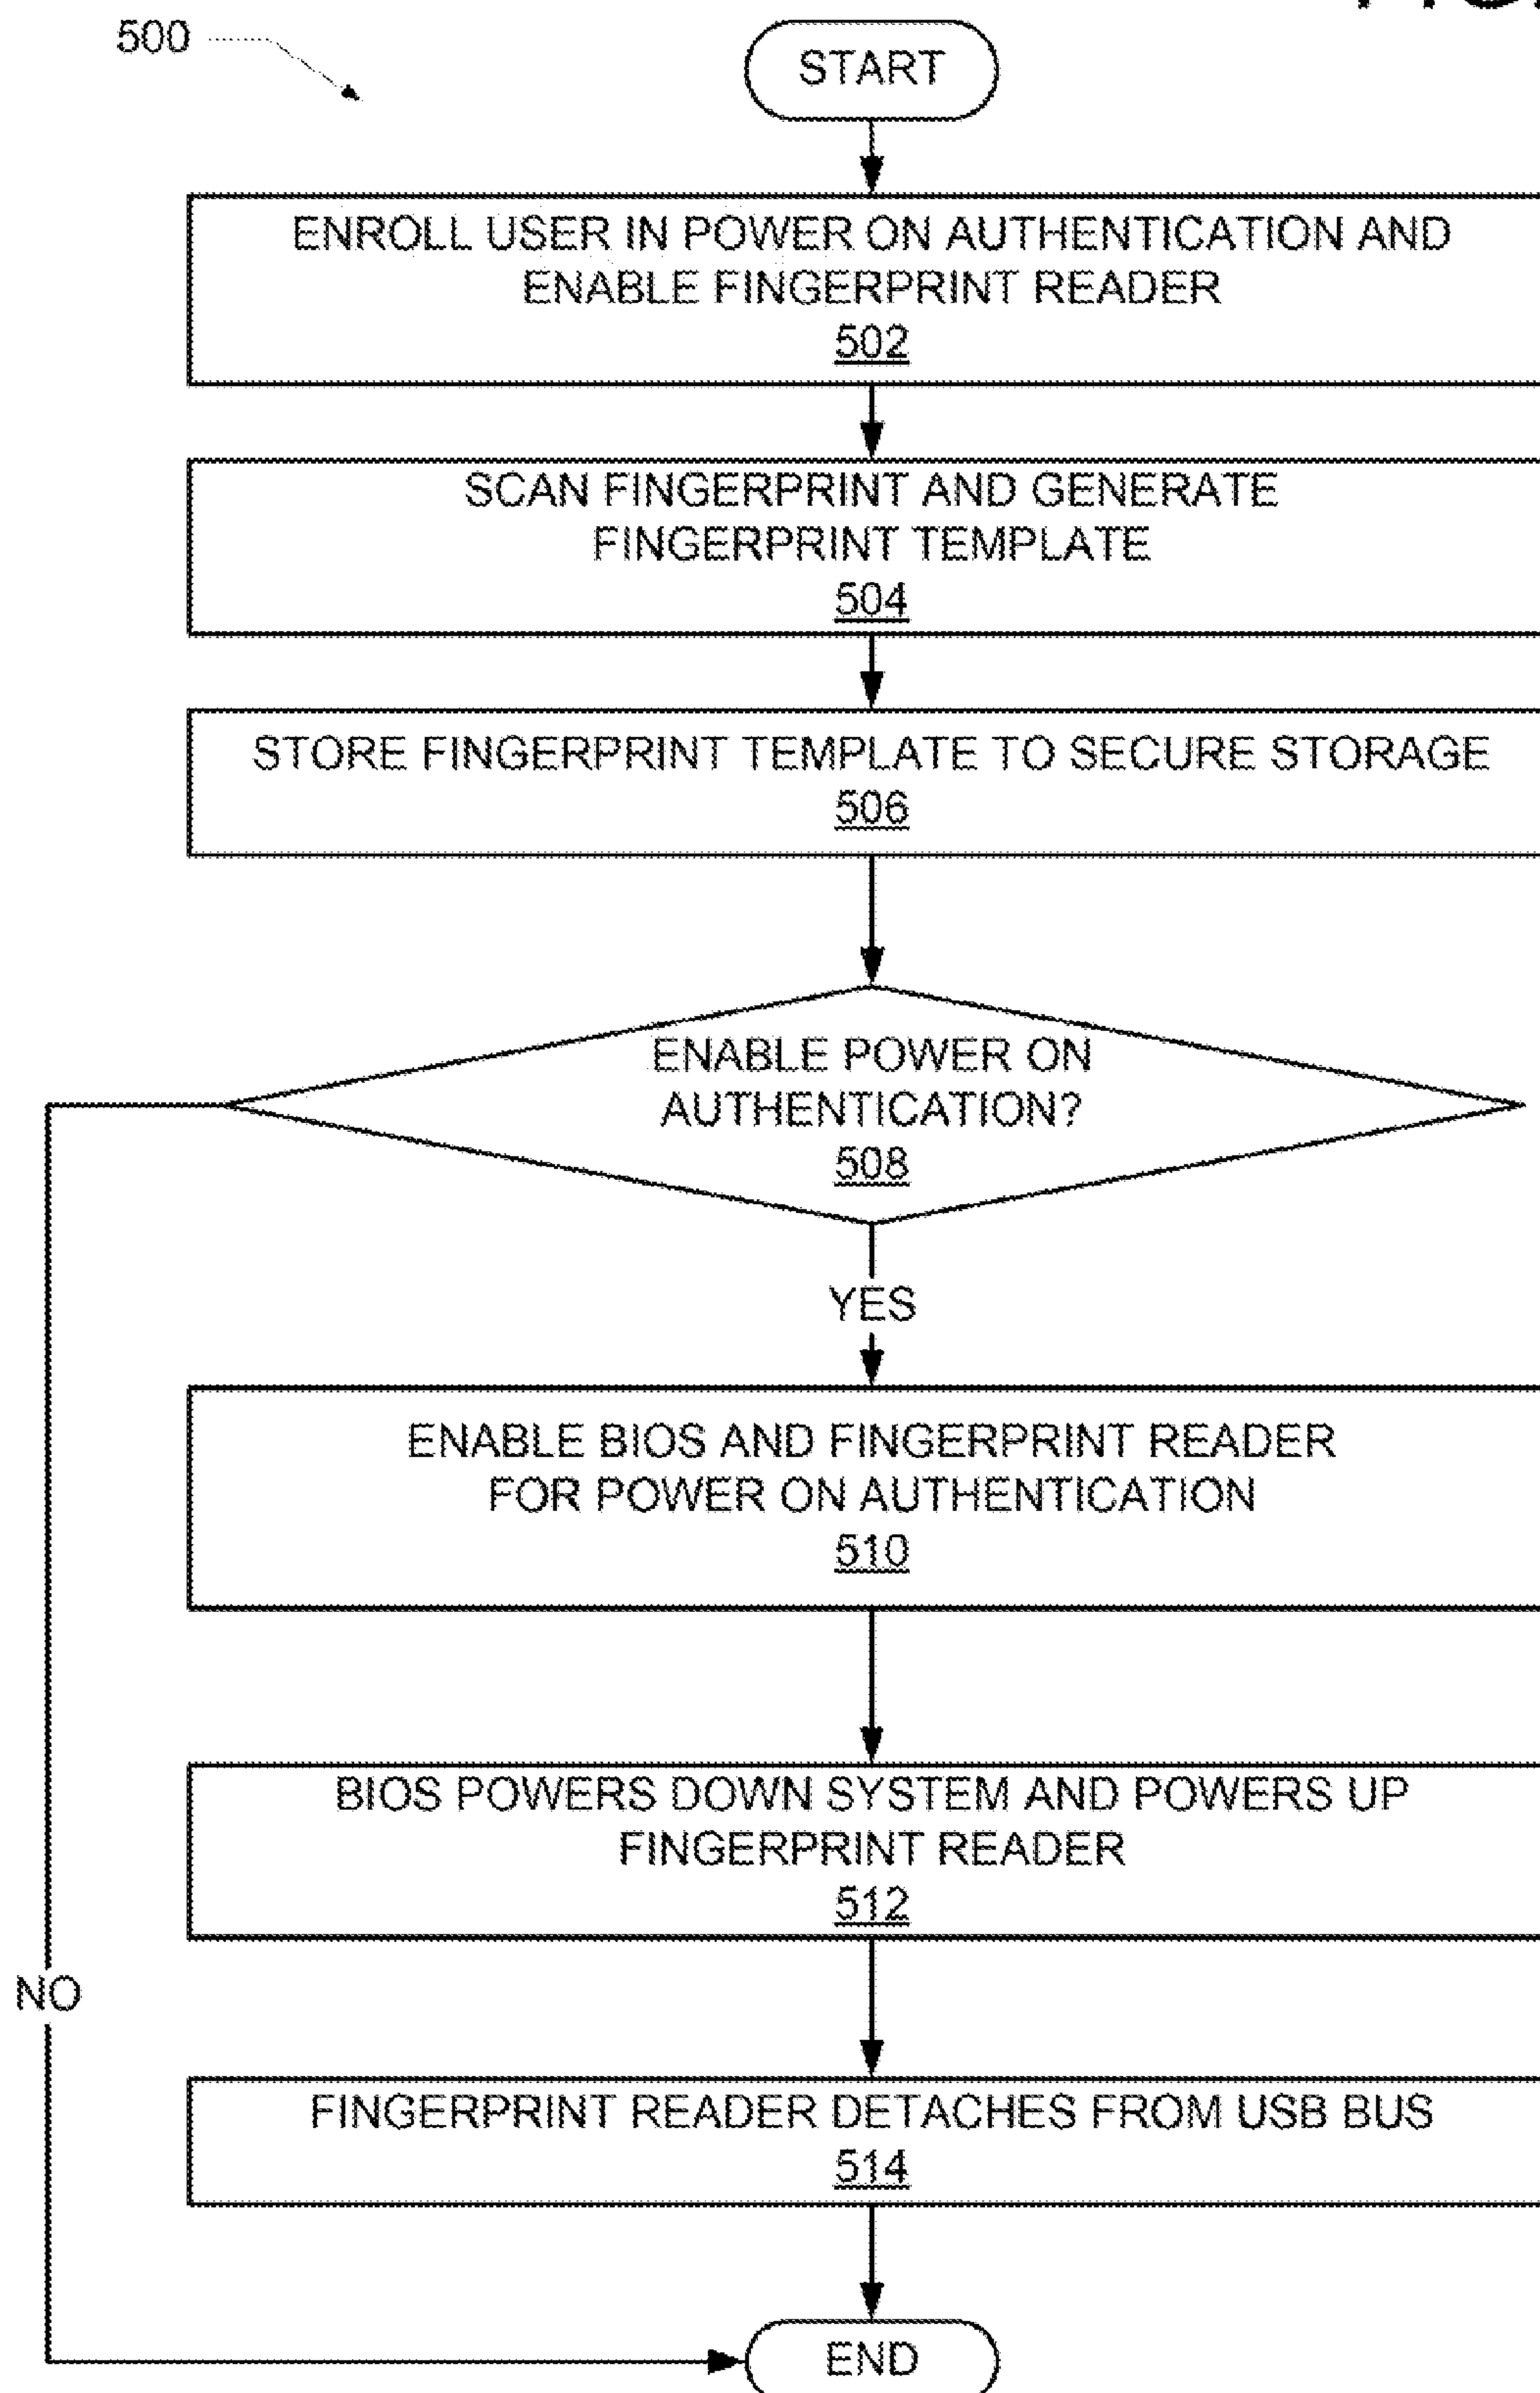 500
START
ENROLL USER IN POWER ON AUTHENTICATION AND
ENABLE FINGERPRINT READER
502
SCAN FINGERPRINT AND GENERATE
FINGERPRINT TEMPLATE
504
STORE FINGERPRINT TEMPLATE TO SECURE STORAGE
506
ENABLE POWER ON
AUTHENTICATION?
508
YES
ENABLE BIOS AND FINGERPRINT READER
FOR POWER ON AUTHENTICATION
510
BIOS POWERS DOWN SYSTEM AND POWERS UP
FINGERPRINT READER
512
NO
FINGERPRINT READER DETACHES FROM USB BUS
514
END